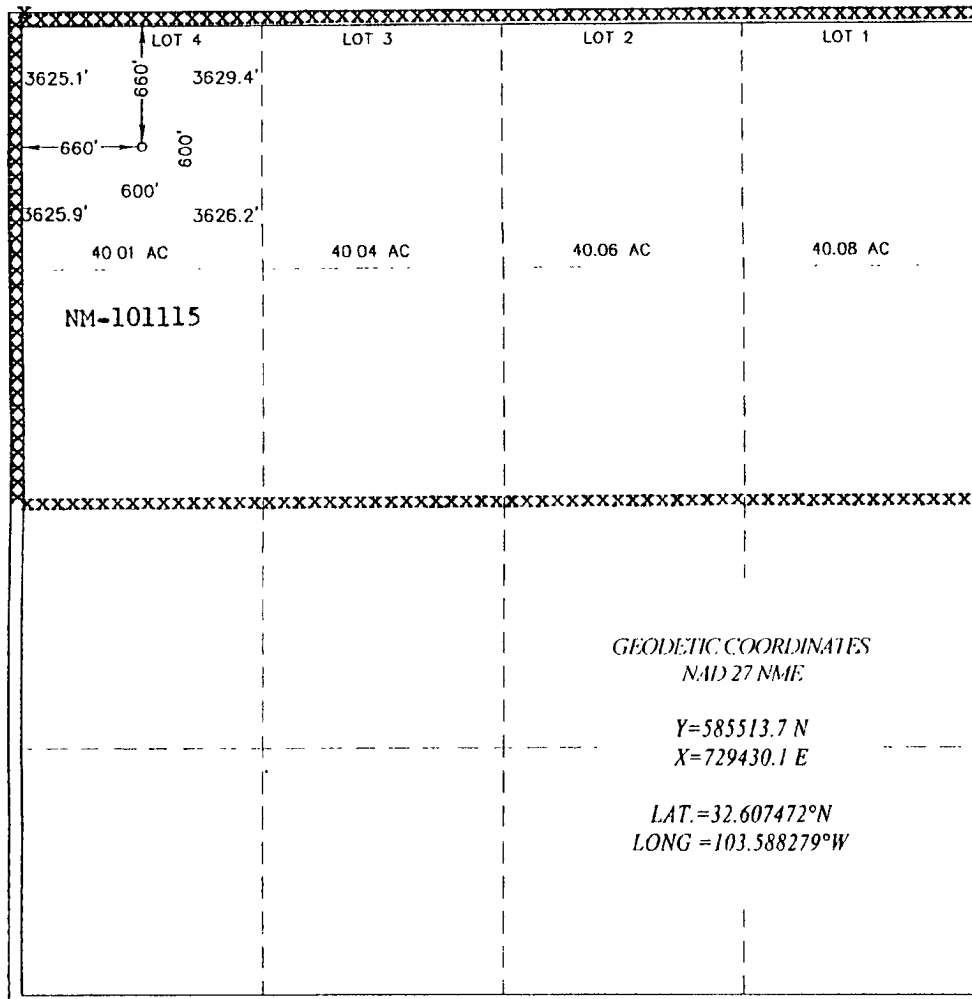 LOT 4 LOT 3 LOT 2 LOT 1
3625.1' 660' 3629.4'
660' 600'
600'
3625.9' 3626.2'
40 01 AC 40 04 AC 40.06 AC 40.08 AC
NM-101115
GEODETIC COORDINATES
NAD 27 NME
Y=585513.7 N
X=729430.1 E
LAT.=32.607472°N
LONG =103.588279°W